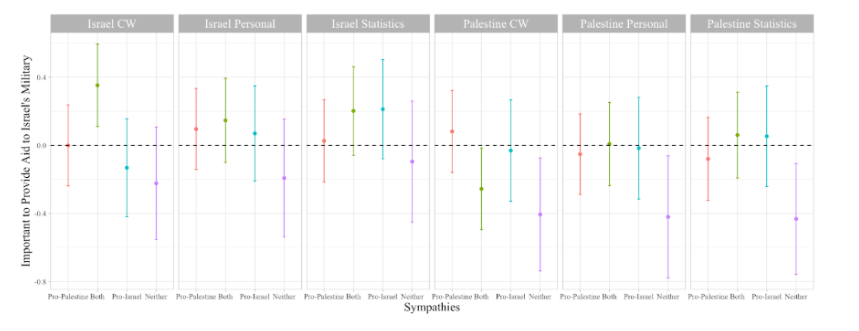 Israel CW Israel Personal Israel Statistics Palestine CW Palestine Personal Palestine Statistics
Important to Provide Aid to Israel's Military
0.4
0.0
-0.4
-0.8
Pro-Palestine Both Pro-Israel Neither Pro-Palestine Both Pro-Israel Neither Pro-Palestine Both Pro-Israel Neither Pro-Palestine Both Pro-Israel Neither Pro-Palestine Both Pro-Israel Neither Pro-Palestine Both Pro-Israel Neither
Sympathies